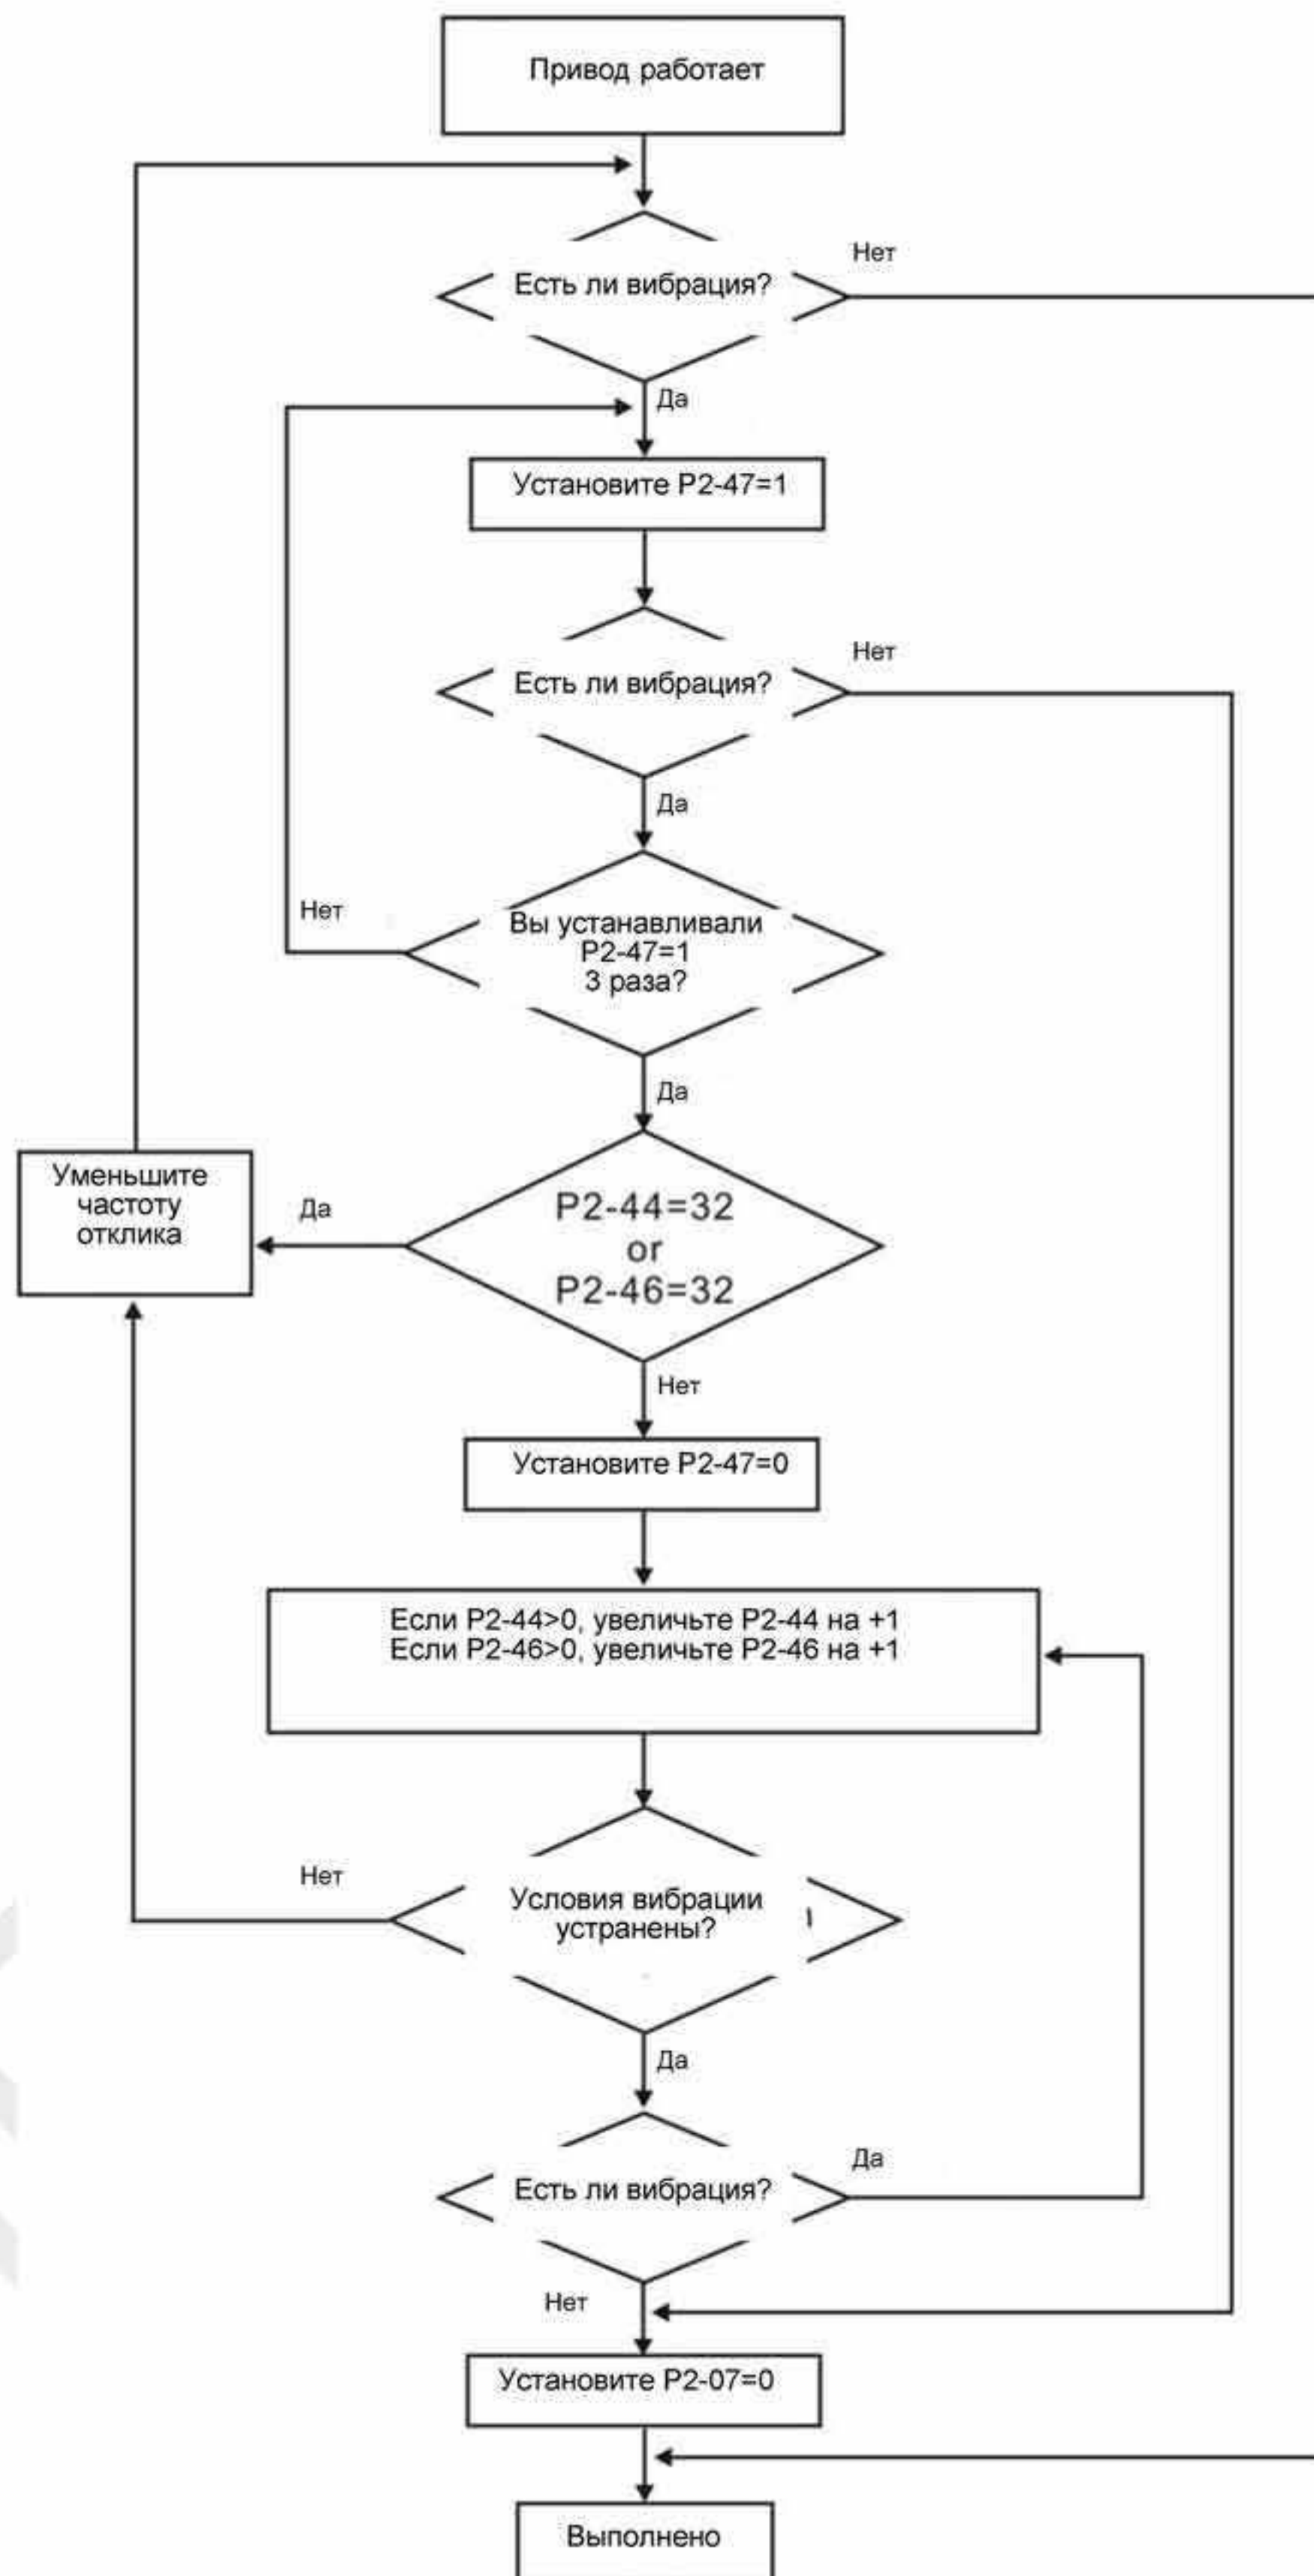 Привод работает
Нет
Есть ли вибрация?
Да
Установите P2-47=1
Нет
Есть ли вибрация?
Да
Нет
Вы устанавливали
P2-47=1
3 раза?
Да
Уменьшите
частоту
отклика
Да
P2-44=32
or
P2-46=32
Нет
Установите P2-47=0
Если P2-44>0, увеличьте P2-44 на +1
Если P2-46>0, увеличьте P2-46 на +1
Нет
Условия вибрации
устранены?
Да
Да
Есть ли вибрация?
Нет
Установите P2-07=0
Выполнено